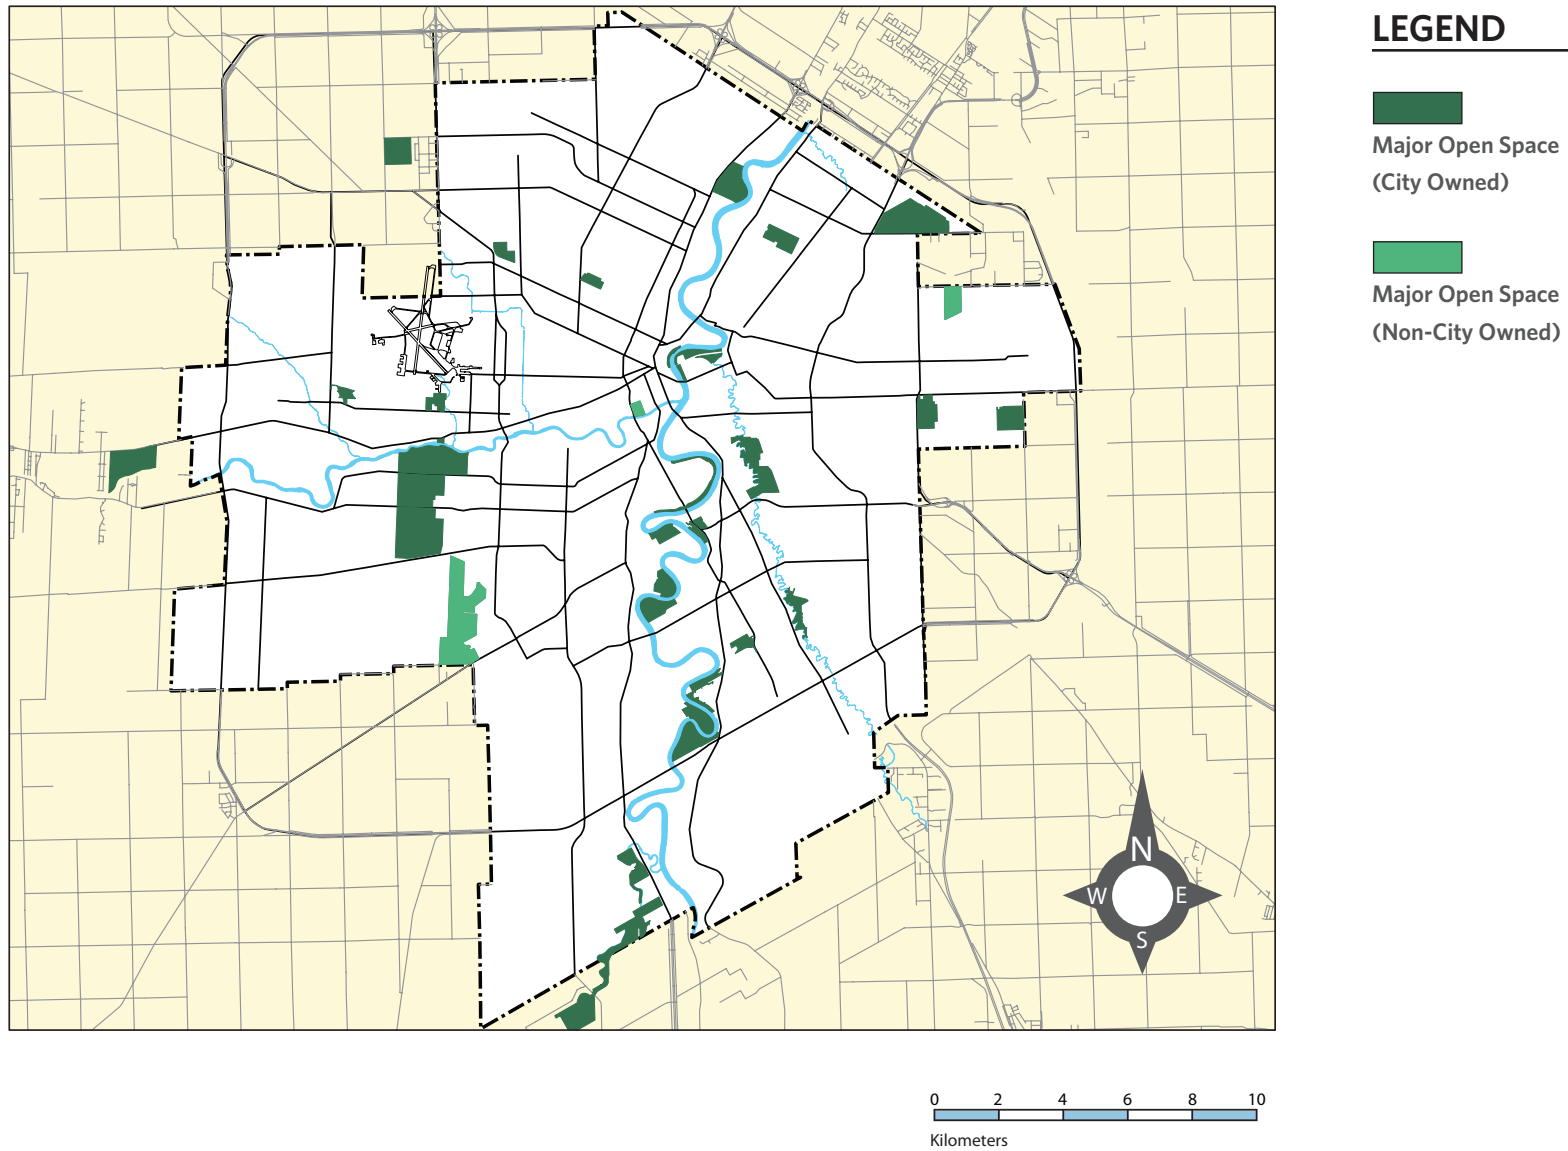 LEGEND
Major Open Space
(City Owned)
Major Open Space
(Non-City Owned)
N
W E
S
0 2 4 6 8 10
Kilometers